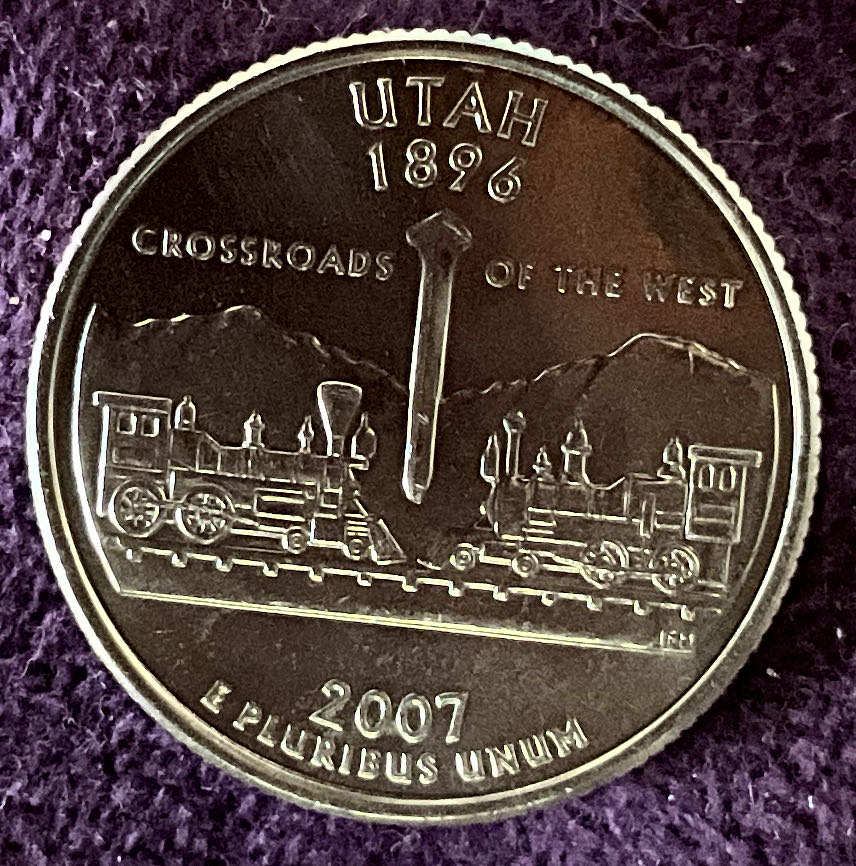 UTAH
1896
CROSSROADS OF THE WEST
2007
E PLURIBUS UNUM